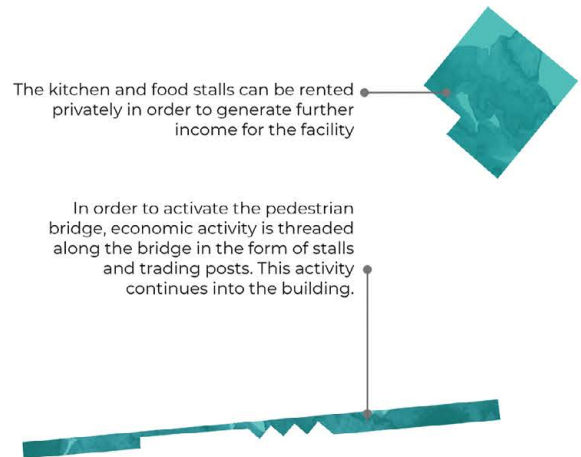 The kitchen and food stalls can be rented
privately in order to generate further
income for the facility
In order to activate the pedestrian
bridge, economic activity is threaded
along the bridge in the form of stalls
and trading posts. This activity
continues into the building.